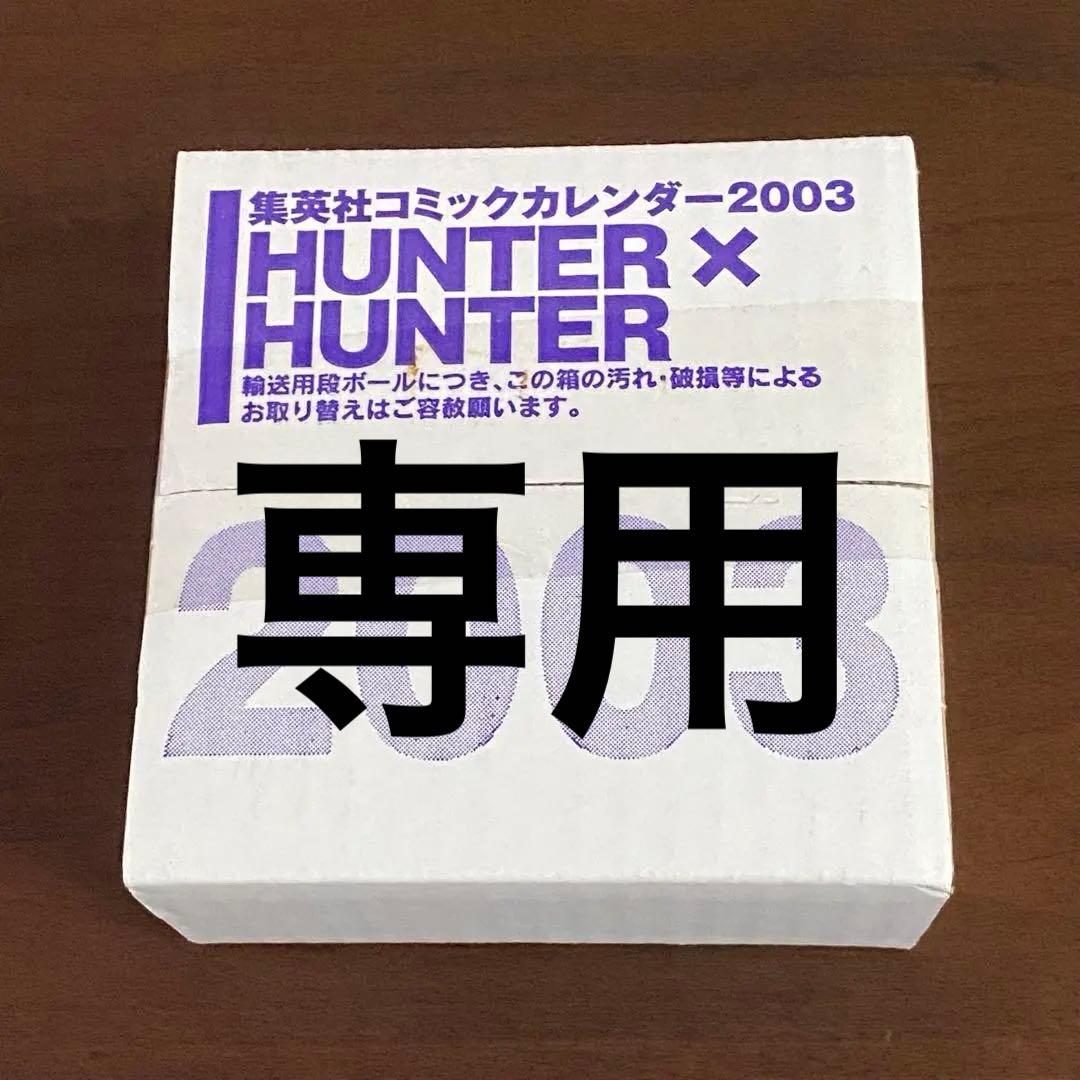 集英社コミックカレンダー2003
HUNTER×
HUNTER
輸送用段ボールにつき、この箱の汚れ・破損等による
お取り替えはご容赦願います。
専用
2003